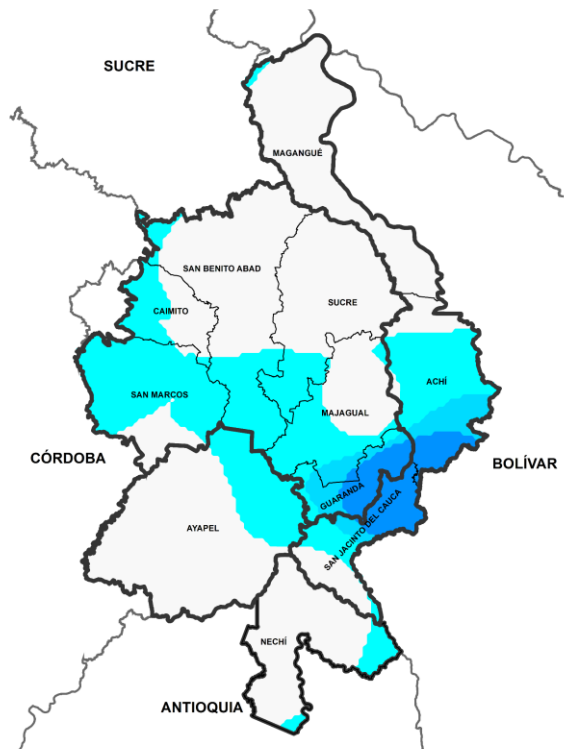 SUCRE
MAGANGUÉ
SAN BENITO ABAD
SUCRE
CAIMITO
ACHÍ
SAN MARCOS
MAJAGUAL
CÓRDOBA
BOLÍVAR
GUARANDA
SAN JACINTO DEL CAUCA
AYAPEL
NECHÍ
ANTIOQUIA